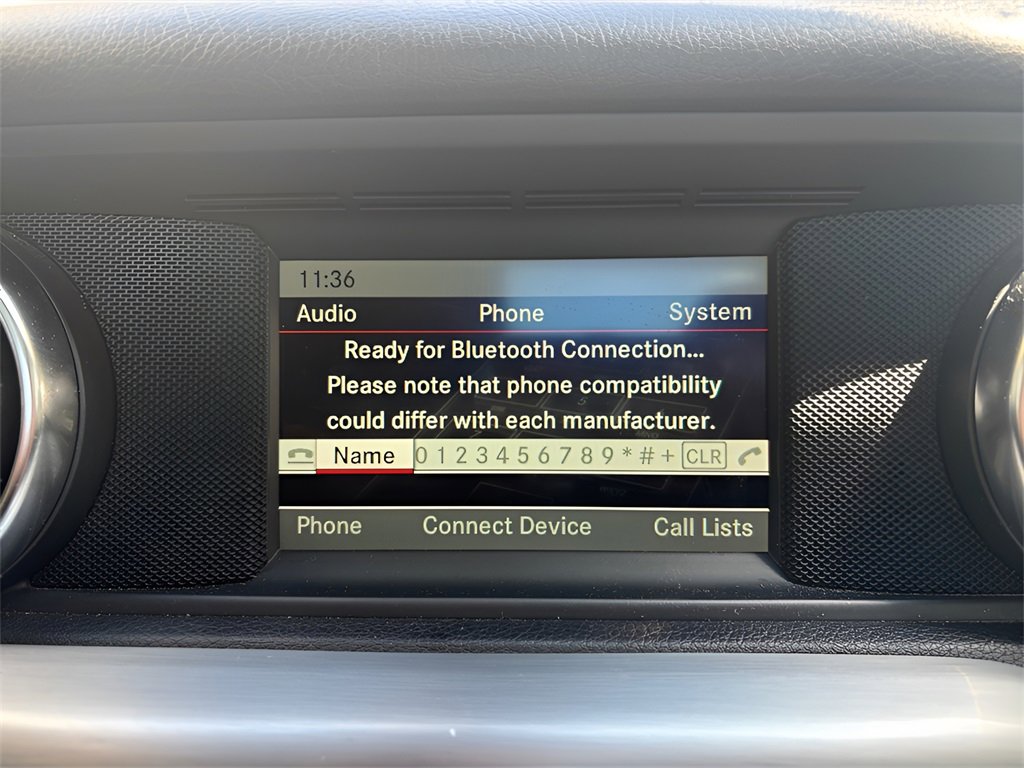 11:36
Audio Phone System
Ready for Bluetooth Connection...
Please note that phone compatibility
could differ with each manufacturer.
Name 0 1 2 3 4 5 6 7 8 9 * # + CLR
Phone Connect Device Call Lists